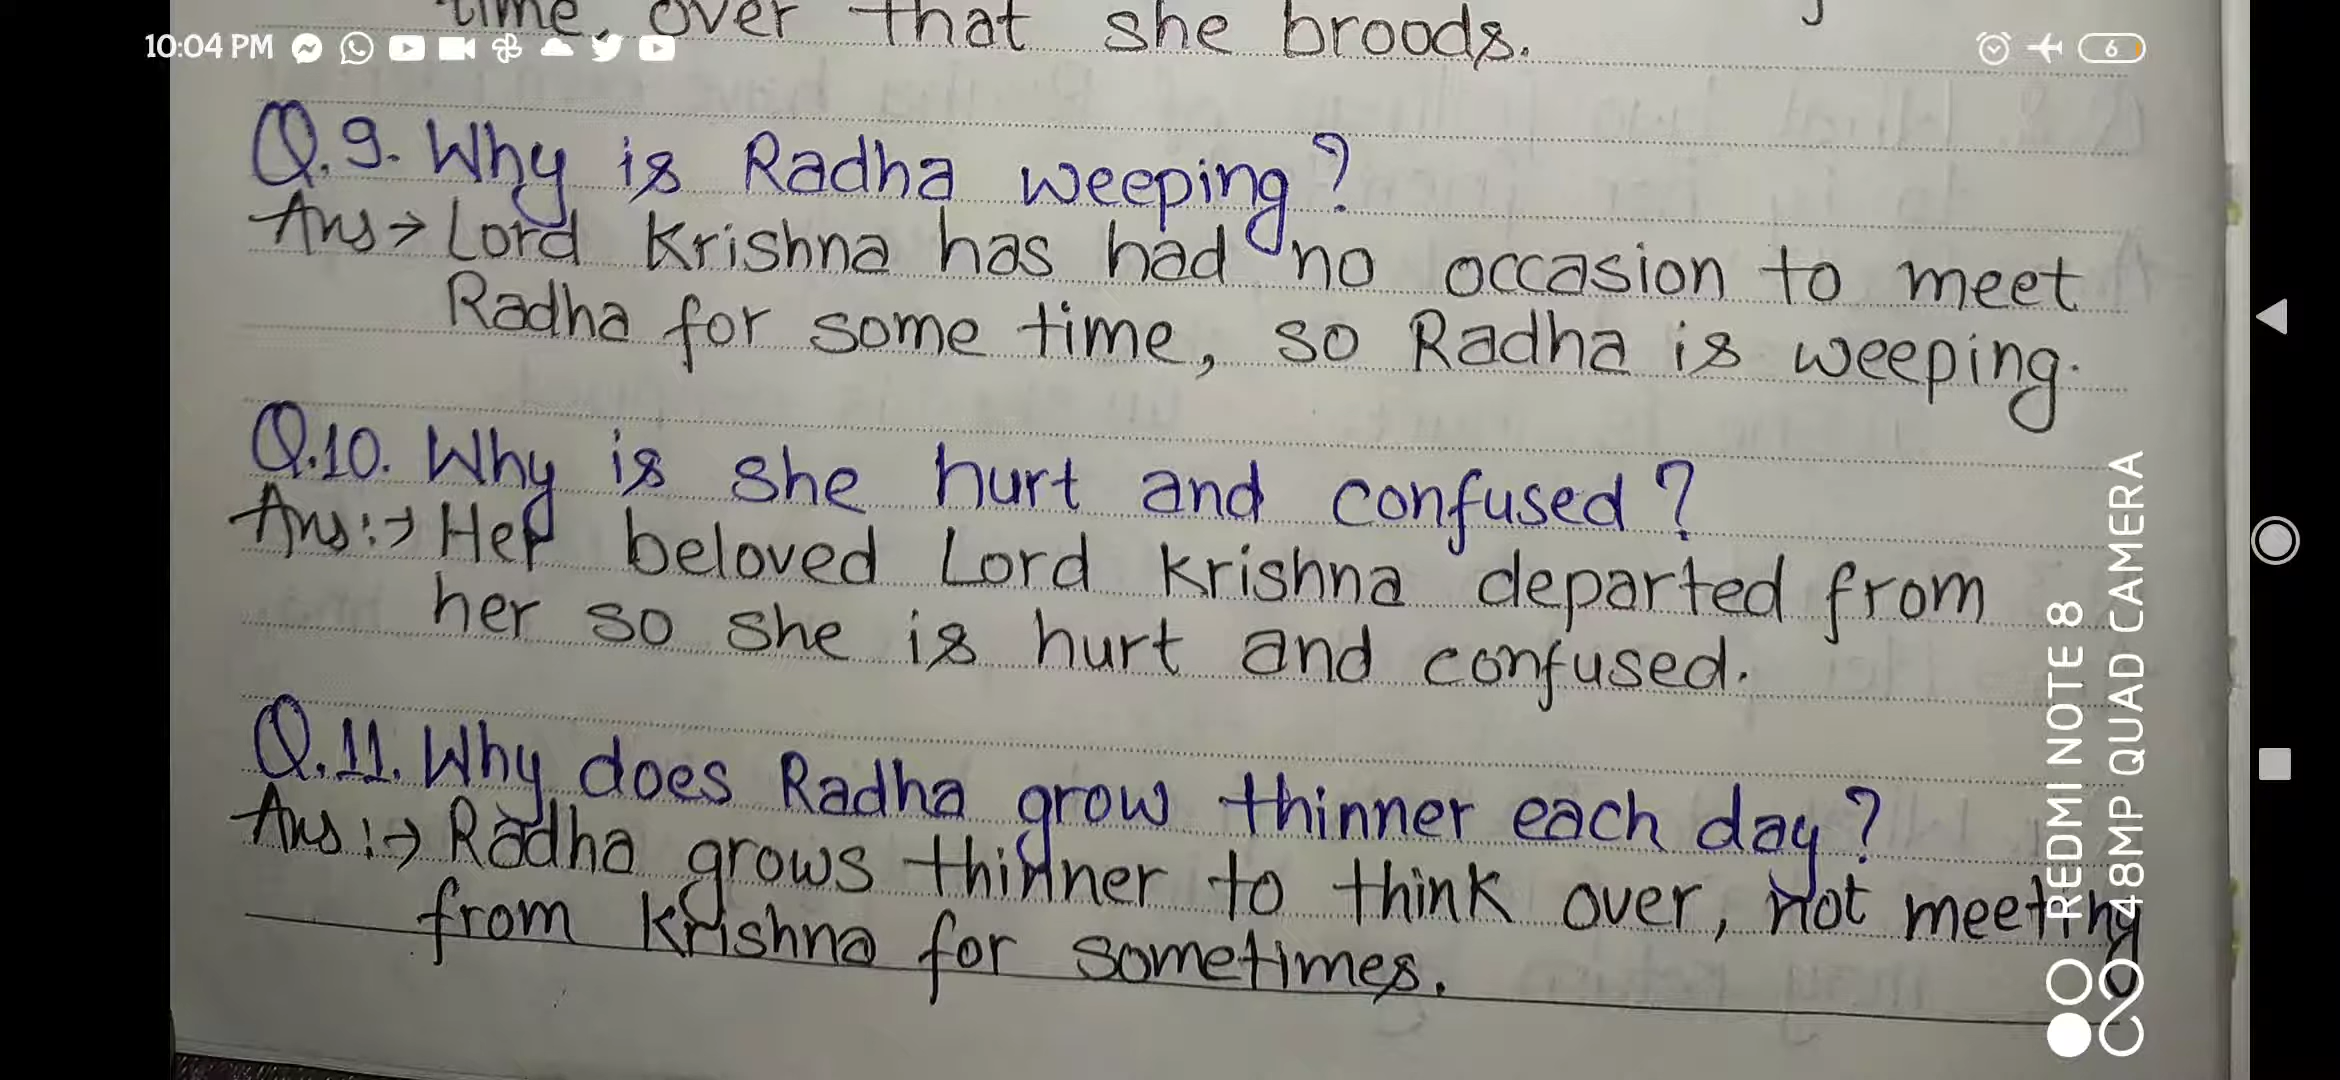 time, over that she broods.
10:04 PM
6
Q.9. Why is Radha weeping?
Ans→ Lord Krishna has had no occasion to meet
Radha for some time, so Radha is weeping.
Q.10. Why is she hurt and confused?
Ans:→ Her beloved Lord Krishna departed from
her so she is hurt and confused.
Q.11. Why does Radha grow thinner each day?
Ans:→ Radha grows thinner to think over, not meeting
from Krishna for sometimes.
REDMI NOTE 8
48MP QUAD CAMERA